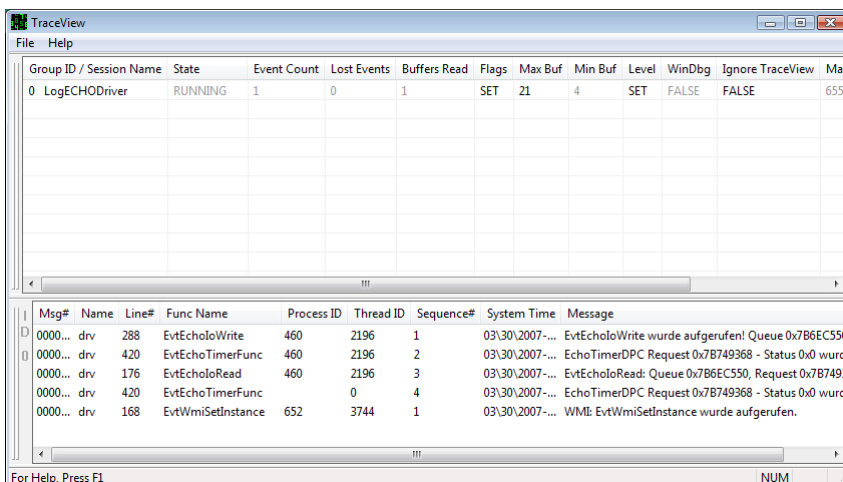 TraceView
File Help
Group ID / Session Name State Event Count Lost Events Buffers Read Flags Max Buf Min Buf Level WinDbg Ignore TraceView Ma
0 LogECHODriver RUNNING 1 0 1 SET 21 4 SET FALSE FALSE 655
Msg# Name Line# Func Name Process ID Thread ID Sequence# System Time Message
0000... drv 288 EvtEchoIoWrite 460 2196 1 03\30\2007-... EvtEchoIoWrite wurde aufgerufen! Queue 0x7B6EC550
0000... drv 420 EvtEchoTimerFunc 460 2196 2 03\30\2007-... EchoTimerDPC Request 0x7B749368 - Status 0x0 wurd
0000... drv 176 EvtEchoIoRead 460 2196 3 03\30\2007-... EvtEchoIoRead: Queue 0x7B6EC550, Request 0x7B7493
0000... drv 420 EvtEchoTimerFunc 0 4 03\30\2007-... EchoTimerDPC Request 0x7B749368 - Status 0x0 wurd
0000... drv 168 EvtWmiSetInstance 652 3744 1 03\30\2007-... WMI: EvtWmiSetInstance wurde aufgerufen.
ID 0
For Help, Press F1 NUM